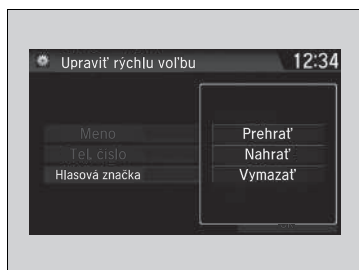 Upraviť rýchlu voľbu 12:34
Meno
Tel. číslo
Hlasová značka
Prehrať
Nahrať
Vymazať